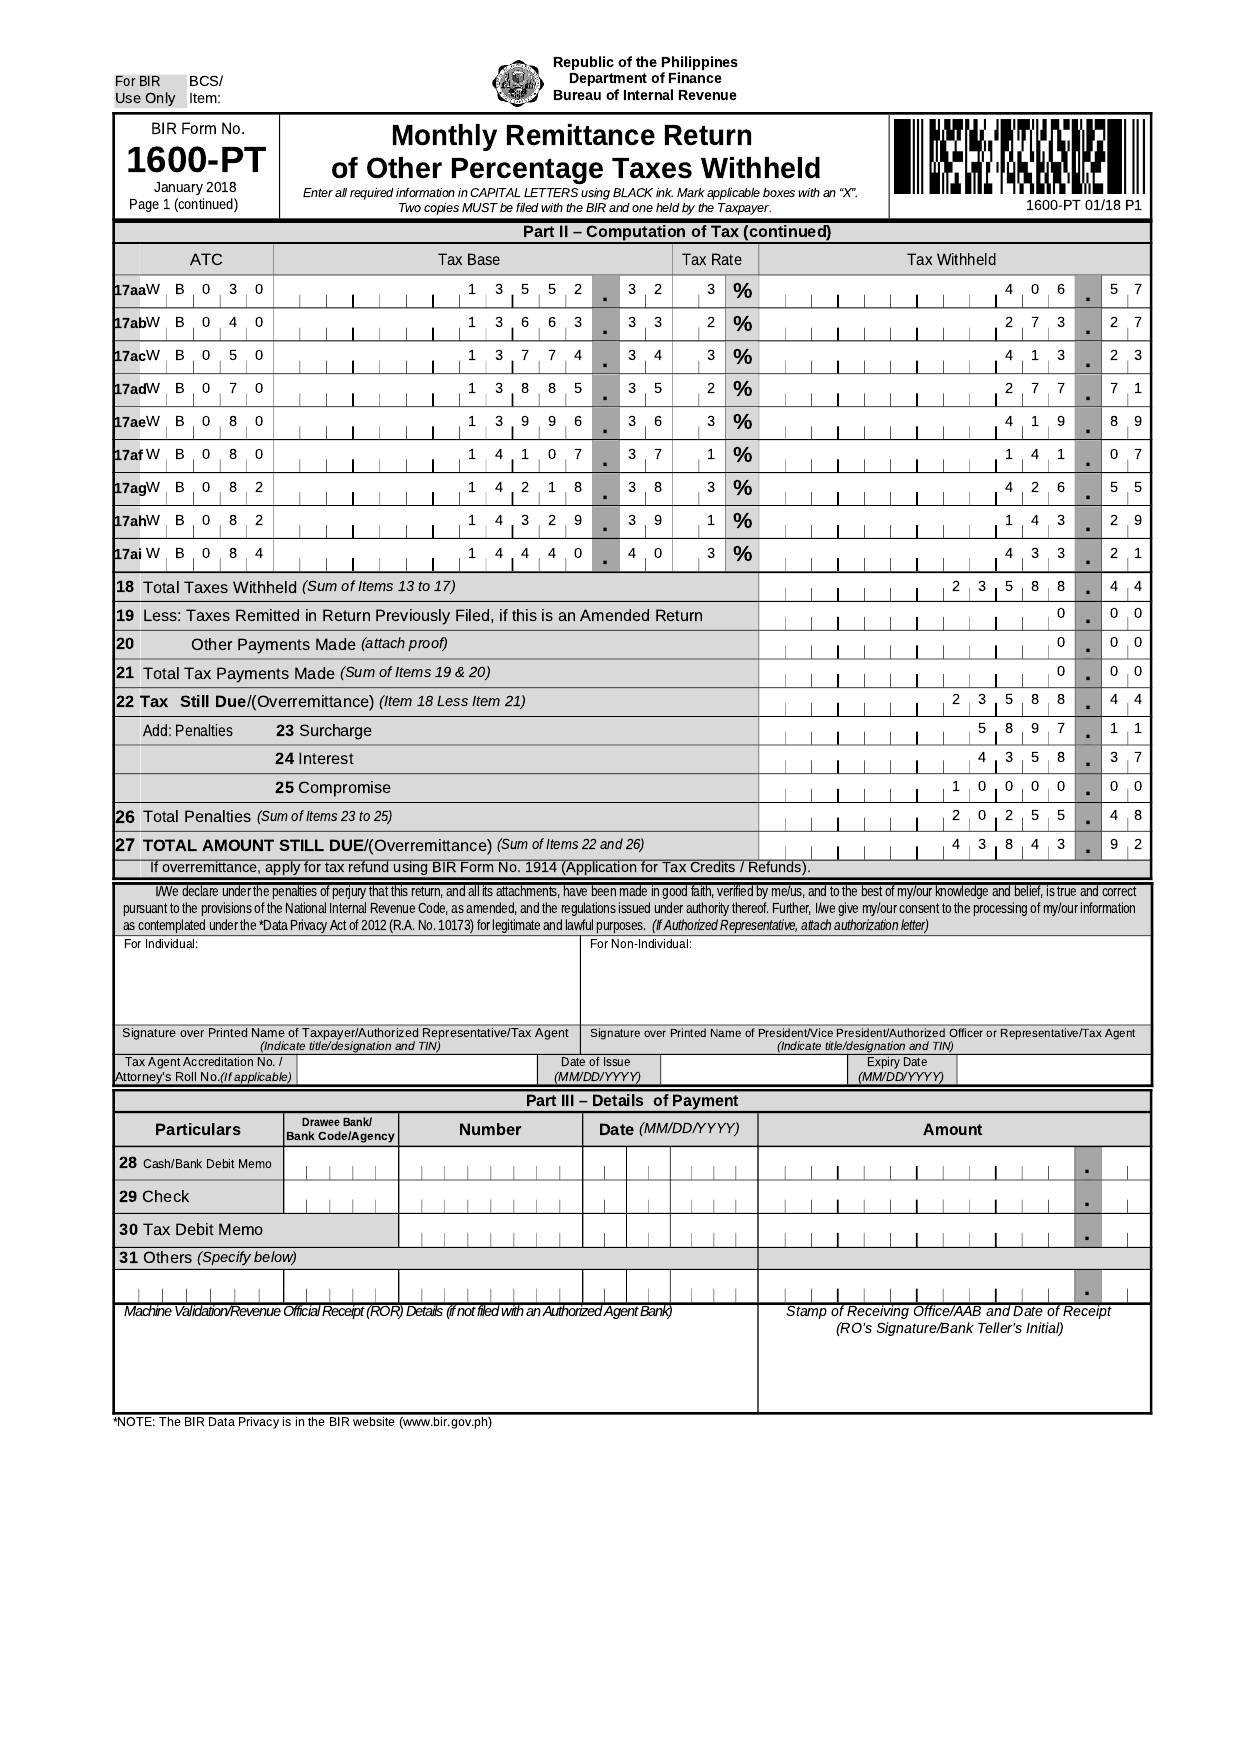 Republic of the Philippines
Department of Finance
Bureau of Internal Revenue
For BIR BCS/
Use Only Item:
BIR Form No.
1600-PT
January 2018
Page 1 (continued)
Monthly Remittance Return
of Other Percentage Taxes Withheld
Enter all required information in CAPITAL LETTERS using BLACK ink. Mark applicable boxes with an “X”.
Two copies MUST be filed with the BIR and one held by the Taxpayer.
1600-PT 01/18 P1
Part II – Computation of Tax (continued)
ATC Tax Base Tax Rate Tax Withheld
17aa W B 0 3 0 1 3 5 5 2 . 3 2 3 % 4 0 6 . 5 7
17ab W B 0 4 0 1 3 6 6 3 . 3 3 2 % 2 7 3 . 2 7
17ac W B 0 5 0 1 3 7 7 4 . 3 4 3 % 4 1 3 . 2 3
17ad W B 0 7 0 1 3 8 8 5 . 3 5 2 % 2 7 7 . 7 1
17ae W B 0 8 0 1 3 9 9 6 . 3 6 3 % 4 1 9 . 8 9
17af W B 0 8 0 1 4 1 0 7 . 3 7 1 % 1 4 1 . 0 7
17ag W B 0 8 2 1 4 2 1 8 . 3 8 3 % 4 2 6 . 5 5
17ah W B 0 8 2 1 4 3 2 9 . 3 9 1 % 1 4 3 . 2 9
17ai W B 0 8 4 1 4 4 4 0 . 4 0 3 % 4 3 3 . 2 1
18 Total Taxes Withheld (Sum of Items 13 to 17) 2 3 5 8 8 . 4 4
19 Less: Taxes Remitted in Return Previously Filed, if this is an Amended Return 0 . 0 0
20 Other Payments Made (attach proof) 0 . 0 0
21 Total Tax Payments Made (Sum of Items 19 & 20) 0 . 0 0
22 Tax Still Due/(Overremittance) (Item 18 Less Item 21) 2 3 5 8 8 . 4 4
Add: Penalties 23 Surcharge 5 8 9 7 . 1 1
24 Interest 4 3 5 8 . 3 7
25 Compromise 1 0 0 0 0 . 0 0
26 Total Penalties (Sum of Items 23 to 25) 2 0 2 5 5 . 4 8
27 TOTAL AMOUNT STILL DUE/(Overremittance) (Sum of Items 22 and 26) 4 3 8 4 3 . 9 2
If overremittance, apply for tax refund using BIR Form No. 1914 (Application for Tax Credits / Refunds).
I/We declare under the penalties of perjury that this return, and all its attachments, have been made in good faith, verified by me/us, and to the best of my/our knowledge and belief, is true and correct
pursuant to the provisions of the National Internal Revenue Code, as amended, and the regulations issued under authority thereof. Further, I/we give my/our consent to the processing of my/our information
as contemplated under the *Data Privacy Act of 2012 (R.A. No. 10173) for legitimate and lawful purposes. (If Authorized Representative, attach authorization letter)
For Individual: For Non-Individual:
Signature over Printed Name of Taxpayer/Authorized Representative/Tax Agent Signature over Printed Name of President/Vice President/Authorized Officer or Representative/Tax Agent
(Indicate title/designation and TIN) (Indicate title/designation and TIN)
Tax Agent Accreditation No. / Date of Issue Expiry Date
Attorney’s Roll No.(If applicable) (MM/DD/YYYY) (MM/DD/YYYY)
Part III – Details of Payment
Particulars Drawee Bank/ Bank Code/Agency Number Date (MM/DD/YYYY) Amount
28 Cash/Bank Debit Memo .
29 Check .
30 Tax Debit Memo .
31 Others (Specify below)
.
Machine Validation/Revenue Official Receipt (ROR) Details (if not filed with an Authorized Agent Bank) Stamp of Receiving Office/AAB and Date of Receipt
(RO’s Signature/Bank Teller’s Initial)
*NOTE: The BIR Data Privacy is in the BIR website (www.bir.gov.ph)